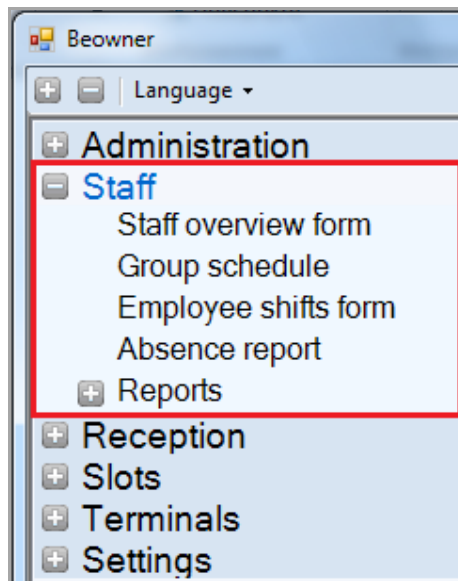 Beowner
Language
Administration
Staff
Staff overview form
Group schedule
Employee shifts form
Absence report
Reports
Reception
Slots
Terminals
Settings